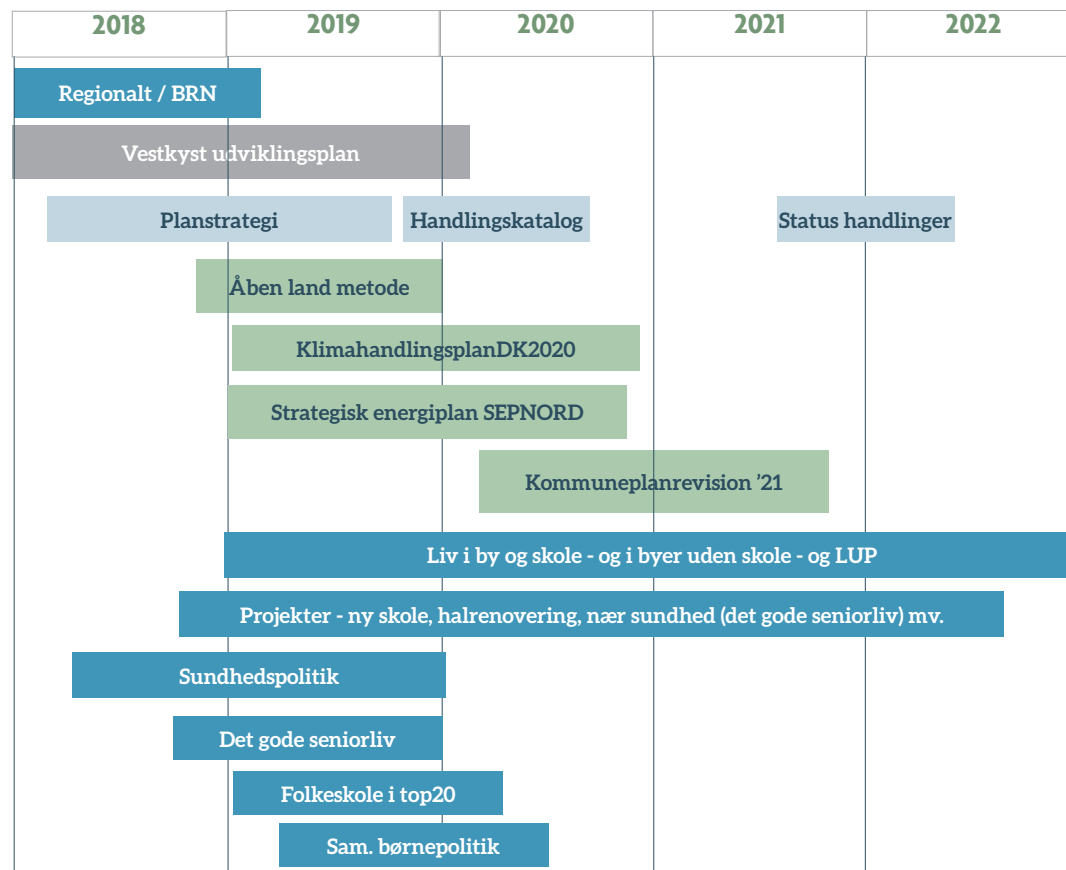 2018 2019 2020 2021 2022
Regionalt / BRN
Vestkyst udviklingsplan
Planstrategi
Handlingskatalog
Status handlinger
Åben land metode
KlimahandlingsplanDK2020
Strategisk energiplan SEPNORD
Kommuneplanrevision ’21
Liv i by og skole - og i byer uden skole - og LUP
Projekter - ny skole, halrenovering, nær sundhed (det gode seniorliv) mv.
Sundhedspolitik
Det gode seniorliv
Folkeskole i top20
Sam. børnepolitik